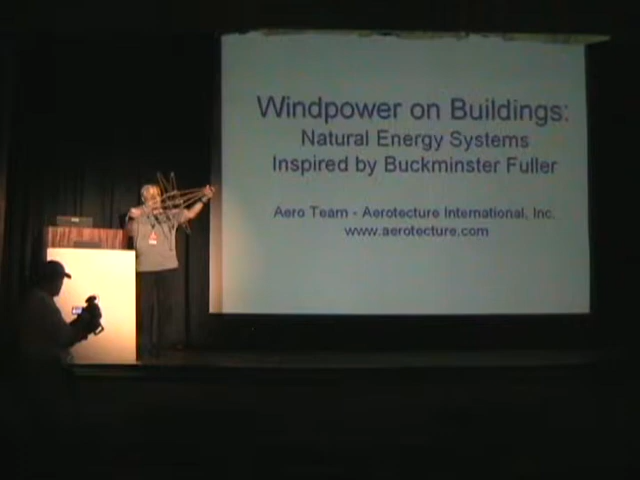 Windpower on Buildings:
Natural Energy Systems
Inspired by Buckminster Fuller
Aero Team - Aerotecture International, Inc.
www.aerotecture.com